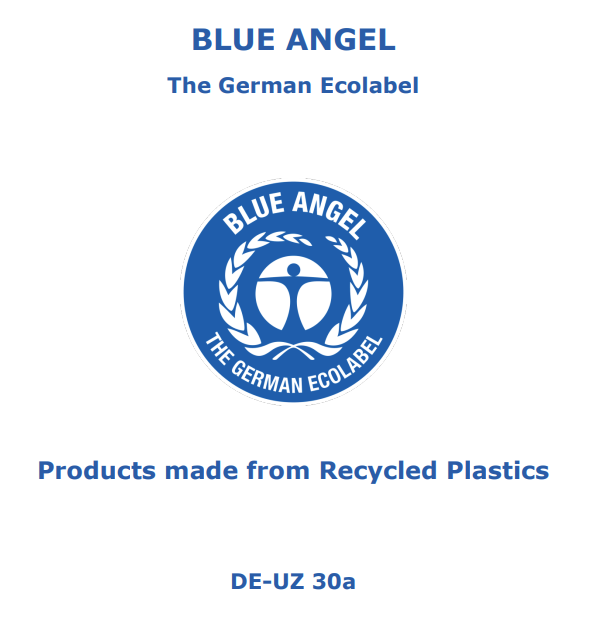 BLUE ANGEL
The German Ecolabel
BLUE ANGEL
THE GERMAN ECOLABEL
Products made from Recycled Plastics
DE–UZ 30a